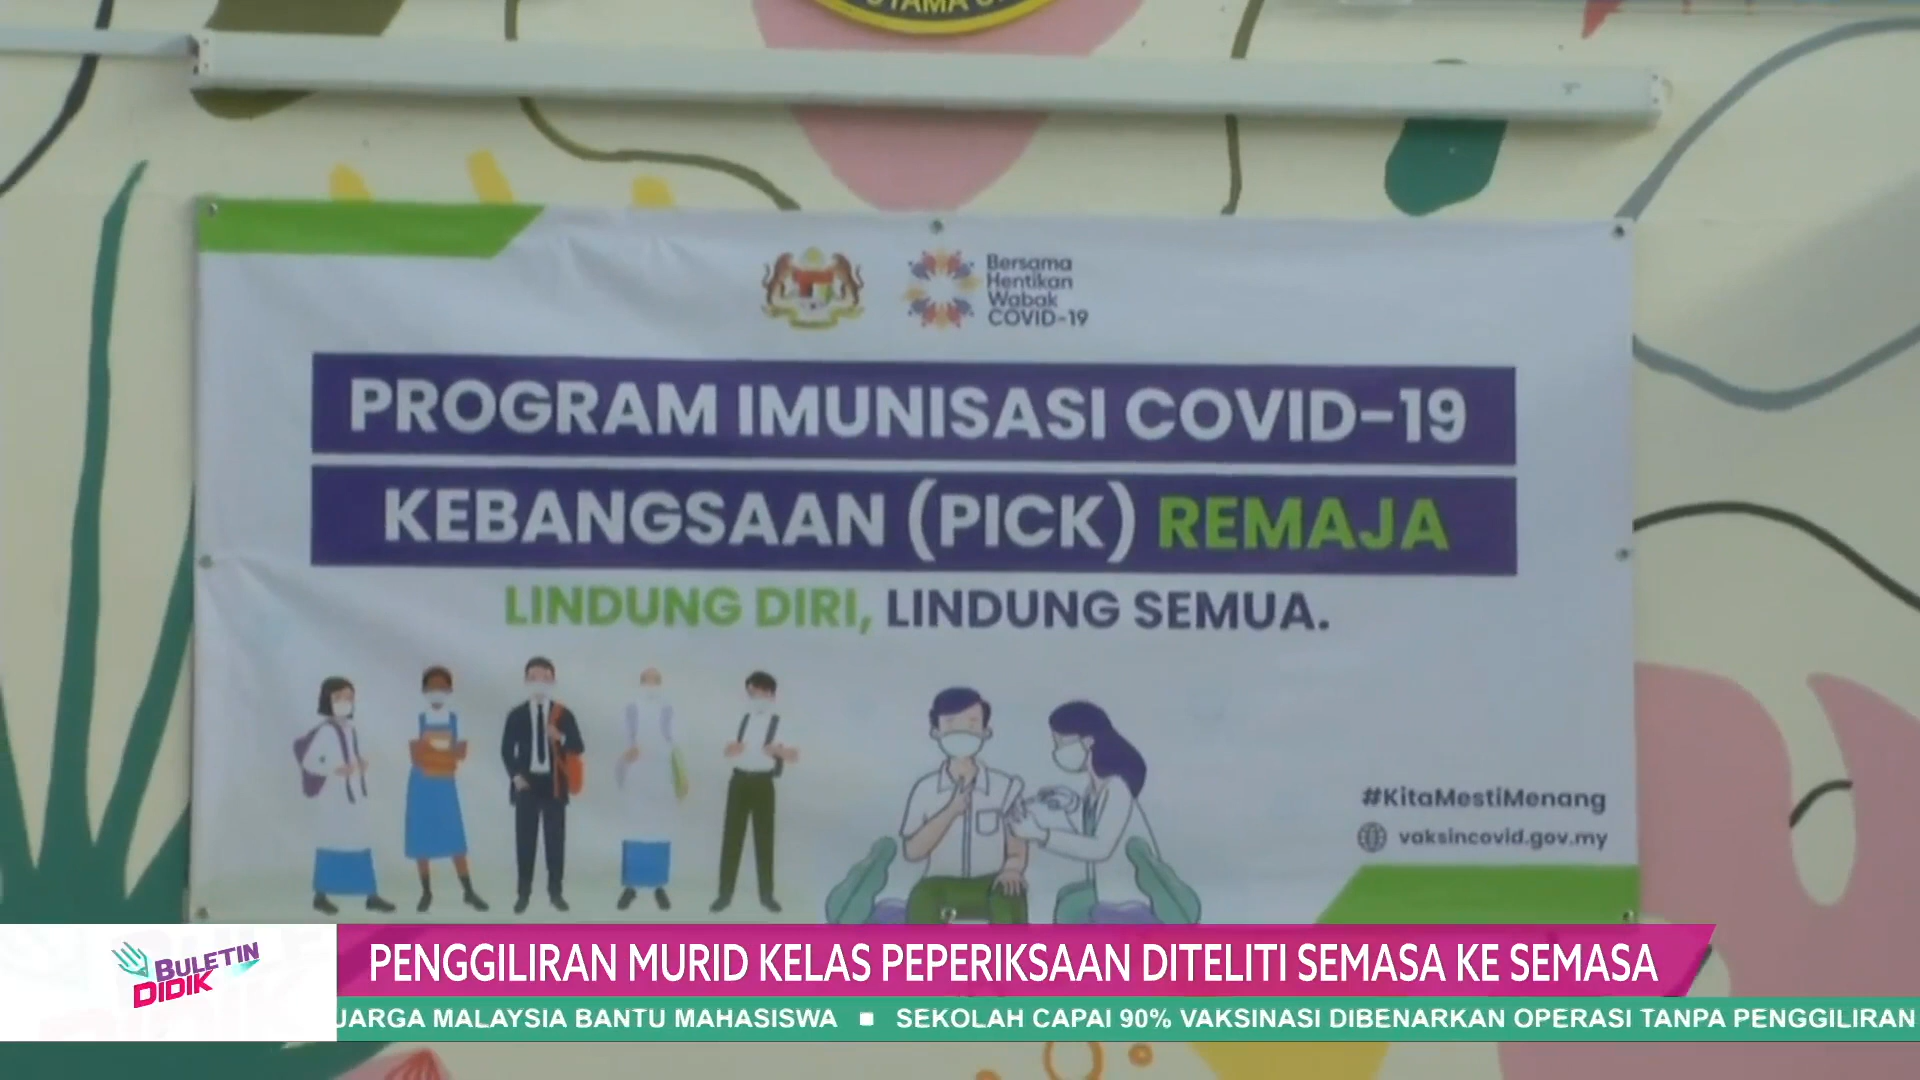 UTAMA
Bersama
Hentikan
Wabak
COVID-19
PROGRAM IMUNISASI COVID-19
KEBANGSAAN (PICK) REMAJA
LINDUNG DIRI, LINDUNG SEMUA.
#KitaMestiMenang
vaksincovid.gov.my
BULETIN
DIDIK
PENGGILIRAN MURID KELAS PEPERIKSAAN DITELITI SEMASA KE SEMASA
UARGA MALAYSIA BANTU MAHASISWA ■ SEKOLAH CAPAI 90% VAKSINASI DIBENARKAN OPERASI TANPA PENGGILIRAN